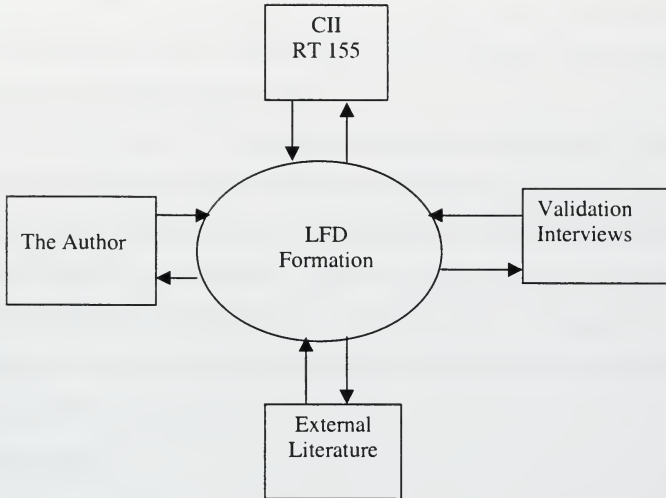 CII
RT 155
The Author
LFD
Formation
Validation
Interviews
External
Literature